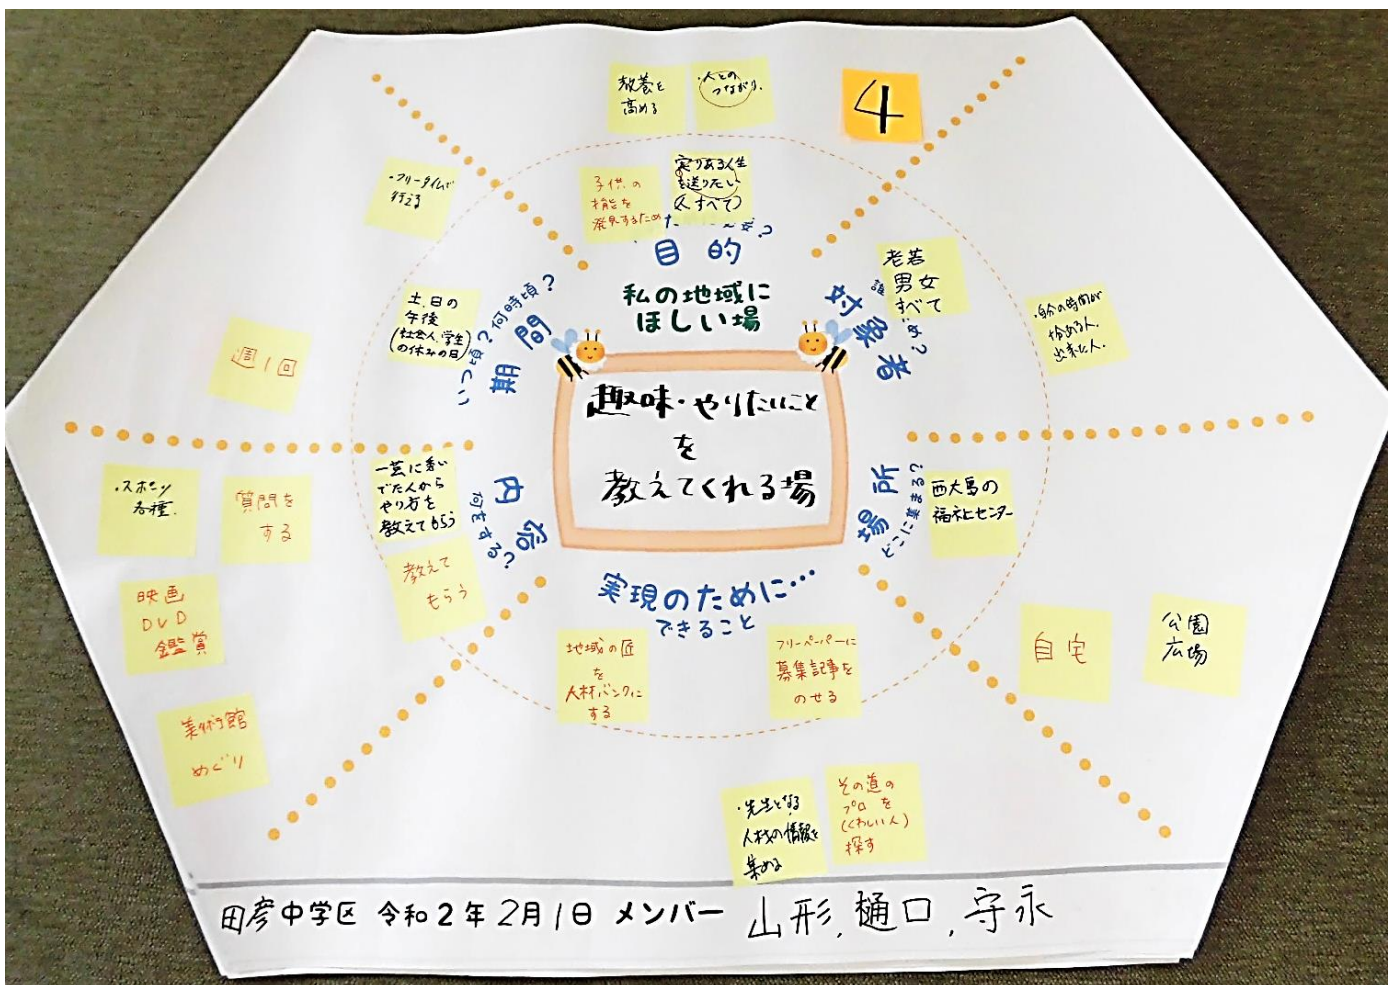 教養を
高める
・人との
つながり、
4
・フリータイムで
行える
子供の
才能を
発見するため
実りある人生
を送りたい
(人すべて)
目的
私の地域に
ほしい場
期間
いつ頃?何時頃?
土、日の
午後
(社会人、学生
の休みの日)
週1回
対象者
老若
男女
すべて
・自分の時間が
拾める人、
出来た人、
趣味・やりたいこと
を
教えてくれる場
内容
何をする?
一芸に秀い
でた人から
やり方を
教えてもらう
教えて
もらう
・スポーツ
各種、
質問を
する
映画
DVD
鑑賞
美術館
めぐり
場所
どこに集まる?
西大島の
福祉センター
自宅
公園
広場
実現のために…
できること
地域の匠
を
人材バンクに
する
フリーペーパーに
募集記事を
のせる
・先生となる
人材の情報を
集める
その道の
プロを
(くわしい人)
探す
田彦中学区 令和2年2月1日 メンバー 山形,樋口,守永